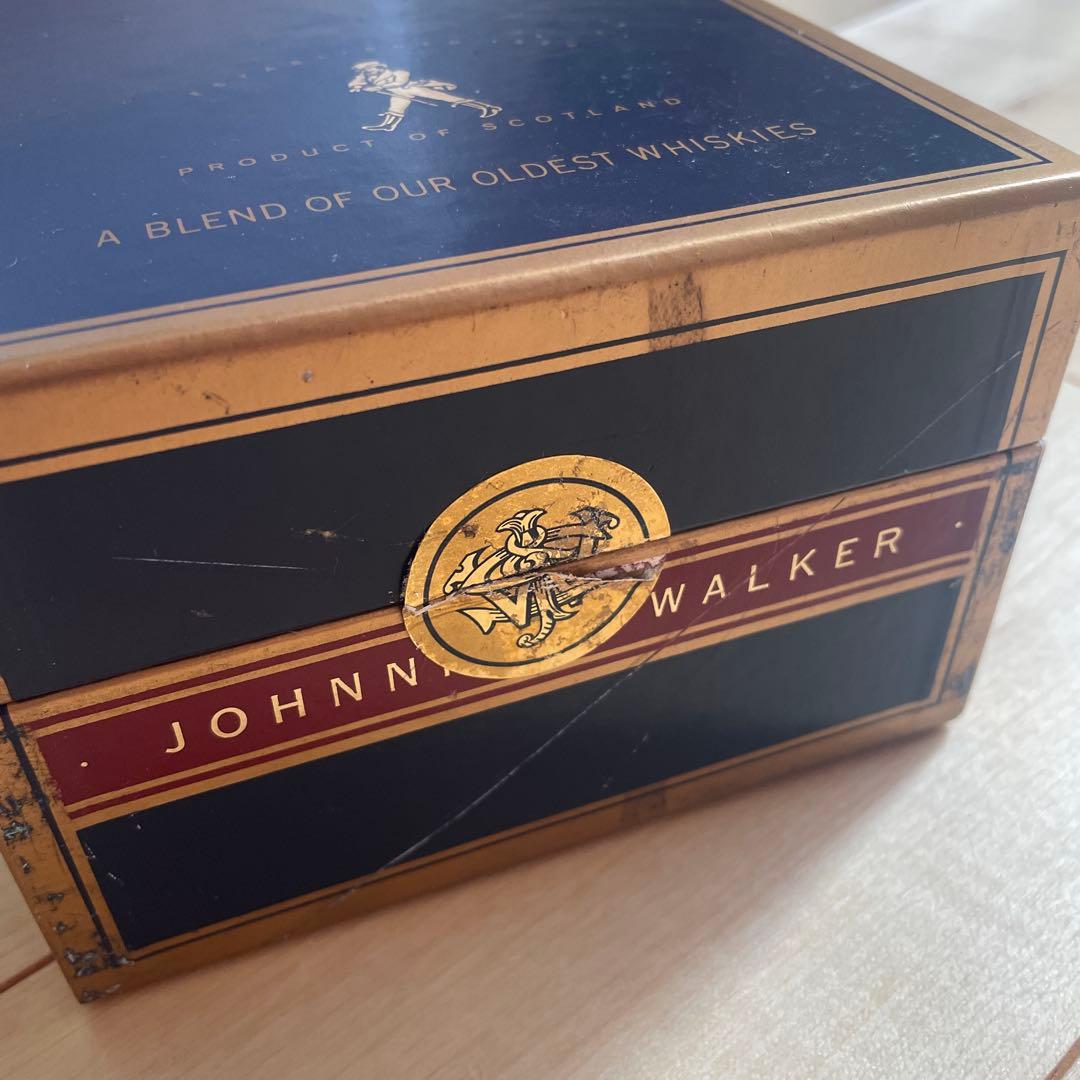 PRODUCT OF SCOTLAND
A BLEND OF OUR OLDEST WHISKIES
JOHNN WALKER